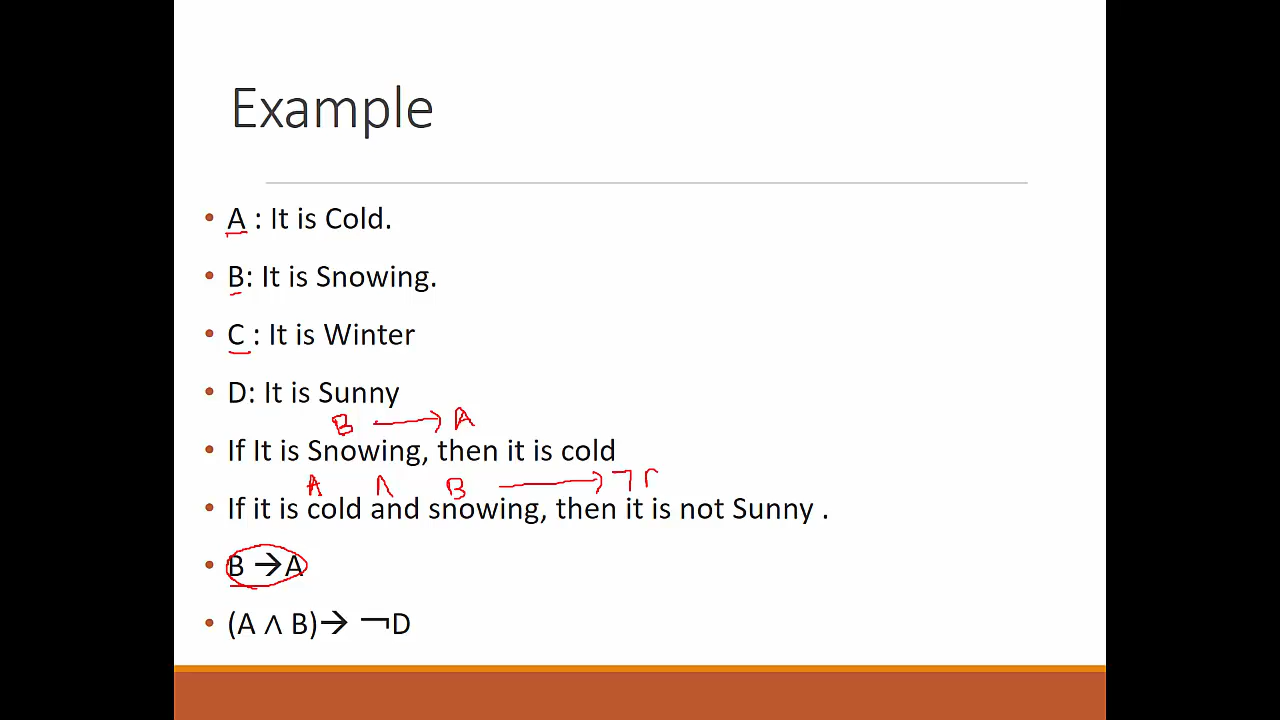 Example
• A : It is Cold.
• B: It is Snowing.
• C : It is Winter
• D: It is Sunny
B → A
• If It is Snowing, then it is cold
A ∧ B → ¬
• If it is cold and snowing, then it is not Sunny .
• B →A
• (A ∧ B)→ ¬D